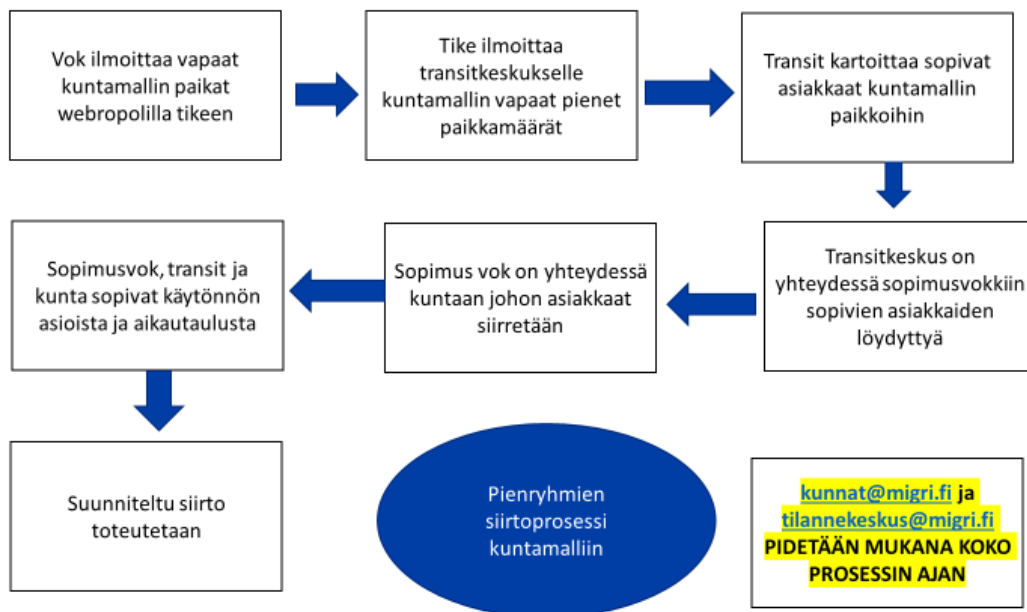 Vok ilmoittaa vapaat
kuntamallin paikat
webropolilla tikeen
Tike ilmoittaa
transitkeskukselle
kuntamallin vapaat pienet
paikkamäärät
Transit kartoittaa sopivat
asiakkaat kuntamallin
paikkoihin
Transitkeskus on
yhteydessä sopimusvokkiin
sopivien asiakkaiden
löydyttyä
Sopimus vok on yhteydessä
kuntaan johon asiakkaat
siirretään
Sopimusvok, transit ja
kunta sopivat käytönnön
asioista ja aikautaulusta
Suunniteltu siirto
toteutetaan
Pienryhmien
siirtoprosessi
kuntamalliin
kunnat@migri.fi ja
tilannekeskus@migri.fi
PIDETÄÄN MUKANA KOKO
PROSESSIN AJAN